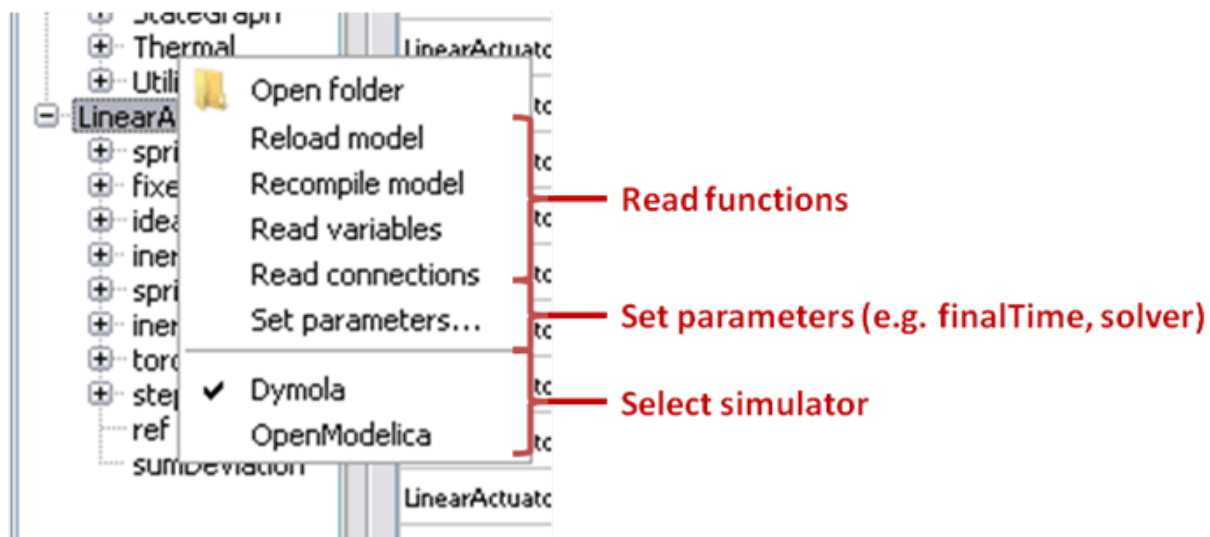 StateGraph
Thermal
LinearActuato
Utili
Open folder
LinearA
to
Reload model
spri
to
Recompile model
fixe
Read functions
Read variables
idea
to
Read connections
iner
to
spri
Set parameters...
Set parameters (e.g. finalTime, solver)
iner
to
torq
Dymola
to
step
Select simulator
ref
OpenModelica
to
sumDeviation
LinearActuato